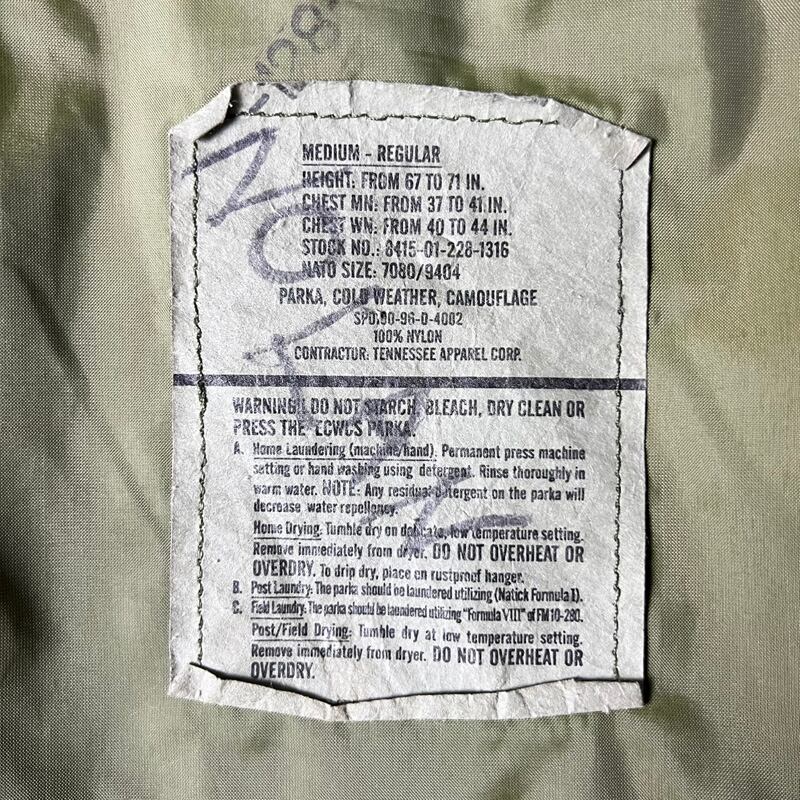 128
MEDIUM - REGULAR
HEIGHT: FROM 67 TO 71 IN.
CHEST MN: FROM 37 TO 41 IN.
CHEST WN: FROM 40 TO 44 IN.
STOCK NO.: 8415-01-228-1316
NATO SIZE: 7080/9404
PARKA, COLD WEATHER, CAMOUFLAGE
SPO100-96-D-4002
100% NYLON
CONTRACTOR: TENNESSEE APPAREL CORP.
WARNING!! DO NOT STARCH, BLEACH, DRY CLEAN OR
PRESS THE "ECWCS PARKA.
A. Home Laundering (machine/hand): Permanent press machine
setting or hand washing using detergent. Rinse thoroughly in
warm water. NOTE: Any residual detergent on the parka will
decrease water repellency.
Home Drying: Tumble dry on delicate, low temperature setting.
Remove immediately from dryer. DO NOT OVERHEAT OR
OVERDRY. To drip dry, place on rustproof hanger.
B. Post Laundry: The parka should be laundered utilizing (Natick Formula I).
C. Field Laundry: The parka should be laundered utilizing "Formula VIII" of FM 10-280.
Post/Field Drying: Tumble dry at low temperature setting.
Remove immediately from dryer. DO NOT OVERHEAT OR
OVERDRY.